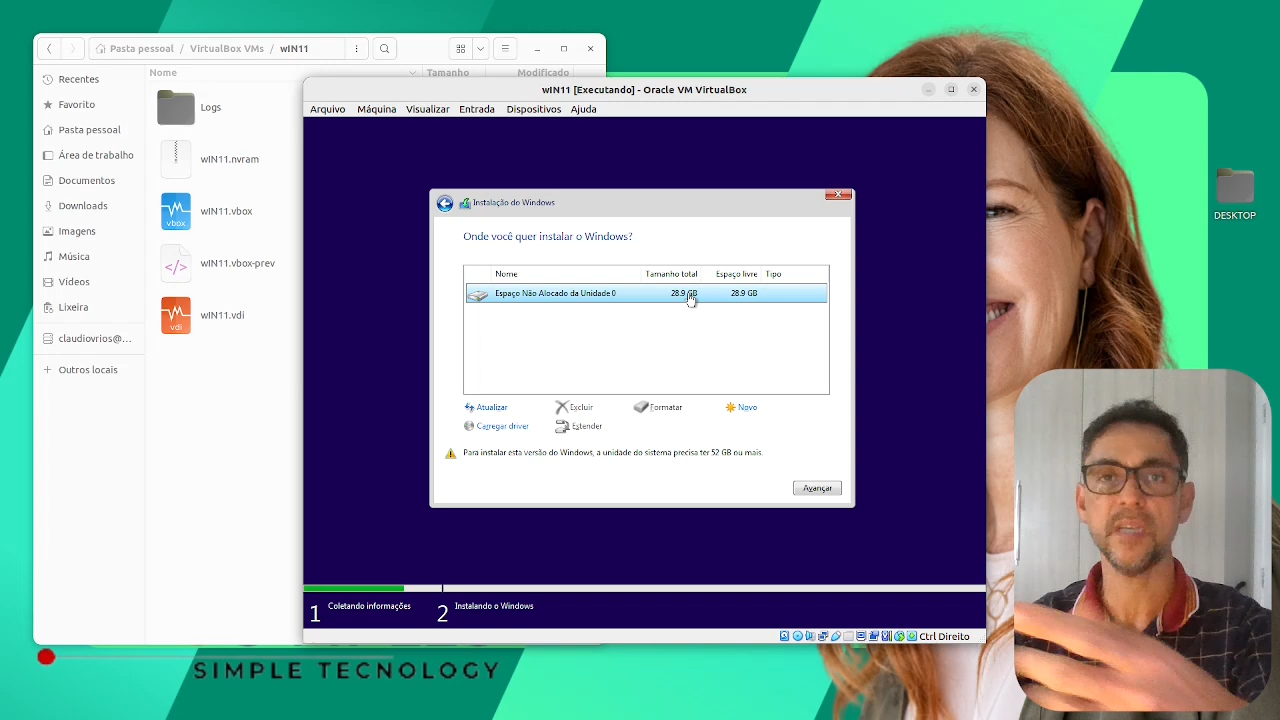 Pasta pessoal / VirtualBox VMs / wIN11
Nome Tamanho Modificado
Recentes
Favorito
Pasta pessoal
Área de trabalho
Documentos
Downloads
Imagens
Música
Vídeos
Lixeira
claudiovrios@...
Outros locais
Logs
wIN11.nvram
wIN11.vbox
vbox
wIN11.vbox-prev
wIN11.vdi
vdi
wIN11 [Executando] - Oracle VM VirtualBox
Arquivo Máquina Visualizar Entrada Dispositivos Ajuda
Instalação do Windows
Onde você quer instalar o Windows?
Nome Tamanho total Espaço livre Tipo
Espaço Não Alocado da Unidade 0 28.9 GB 28.9 GB
Atualizar Excluir Formatar Novo
Carregar driver Estender
Para instalar esta versão do Windows, a unidade do sistema precisa ter 52 GB ou mais.
Avançar
1 Coletando informações 2 Instalando o Windows
Ctrl Direito
DESKTOP
SIMPLE TECNOLOGY